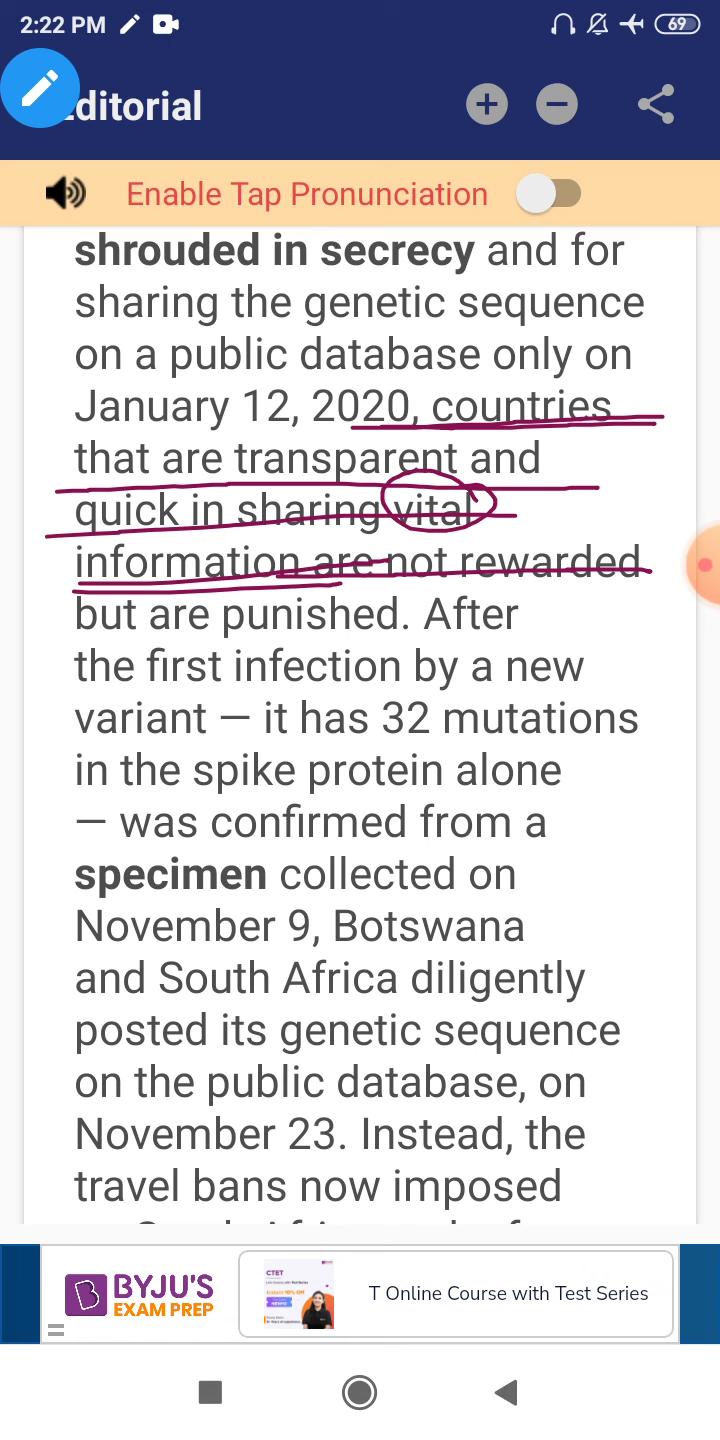 2:22 PM
69
ditorial
Enable Tap Pronunciation
shrouded in secrecy and for
sharing the genetic sequence
on a public database only on
January 12, 2020, countries
that are transparent and
quick in sharing vital
information are not rewarded
but are punished. After
the first infection by a new
variant — it has 32 mutations
in the spike protein alone
— was confirmed from a
specimen collected on
November 9, Botswana
and South Africa diligently
posted its genetic sequence
on the public database, on
November 23. Instead, the
travel bans now imposed
BYJU'S
EXAM PREP
CTET
T Online Course with Test Series